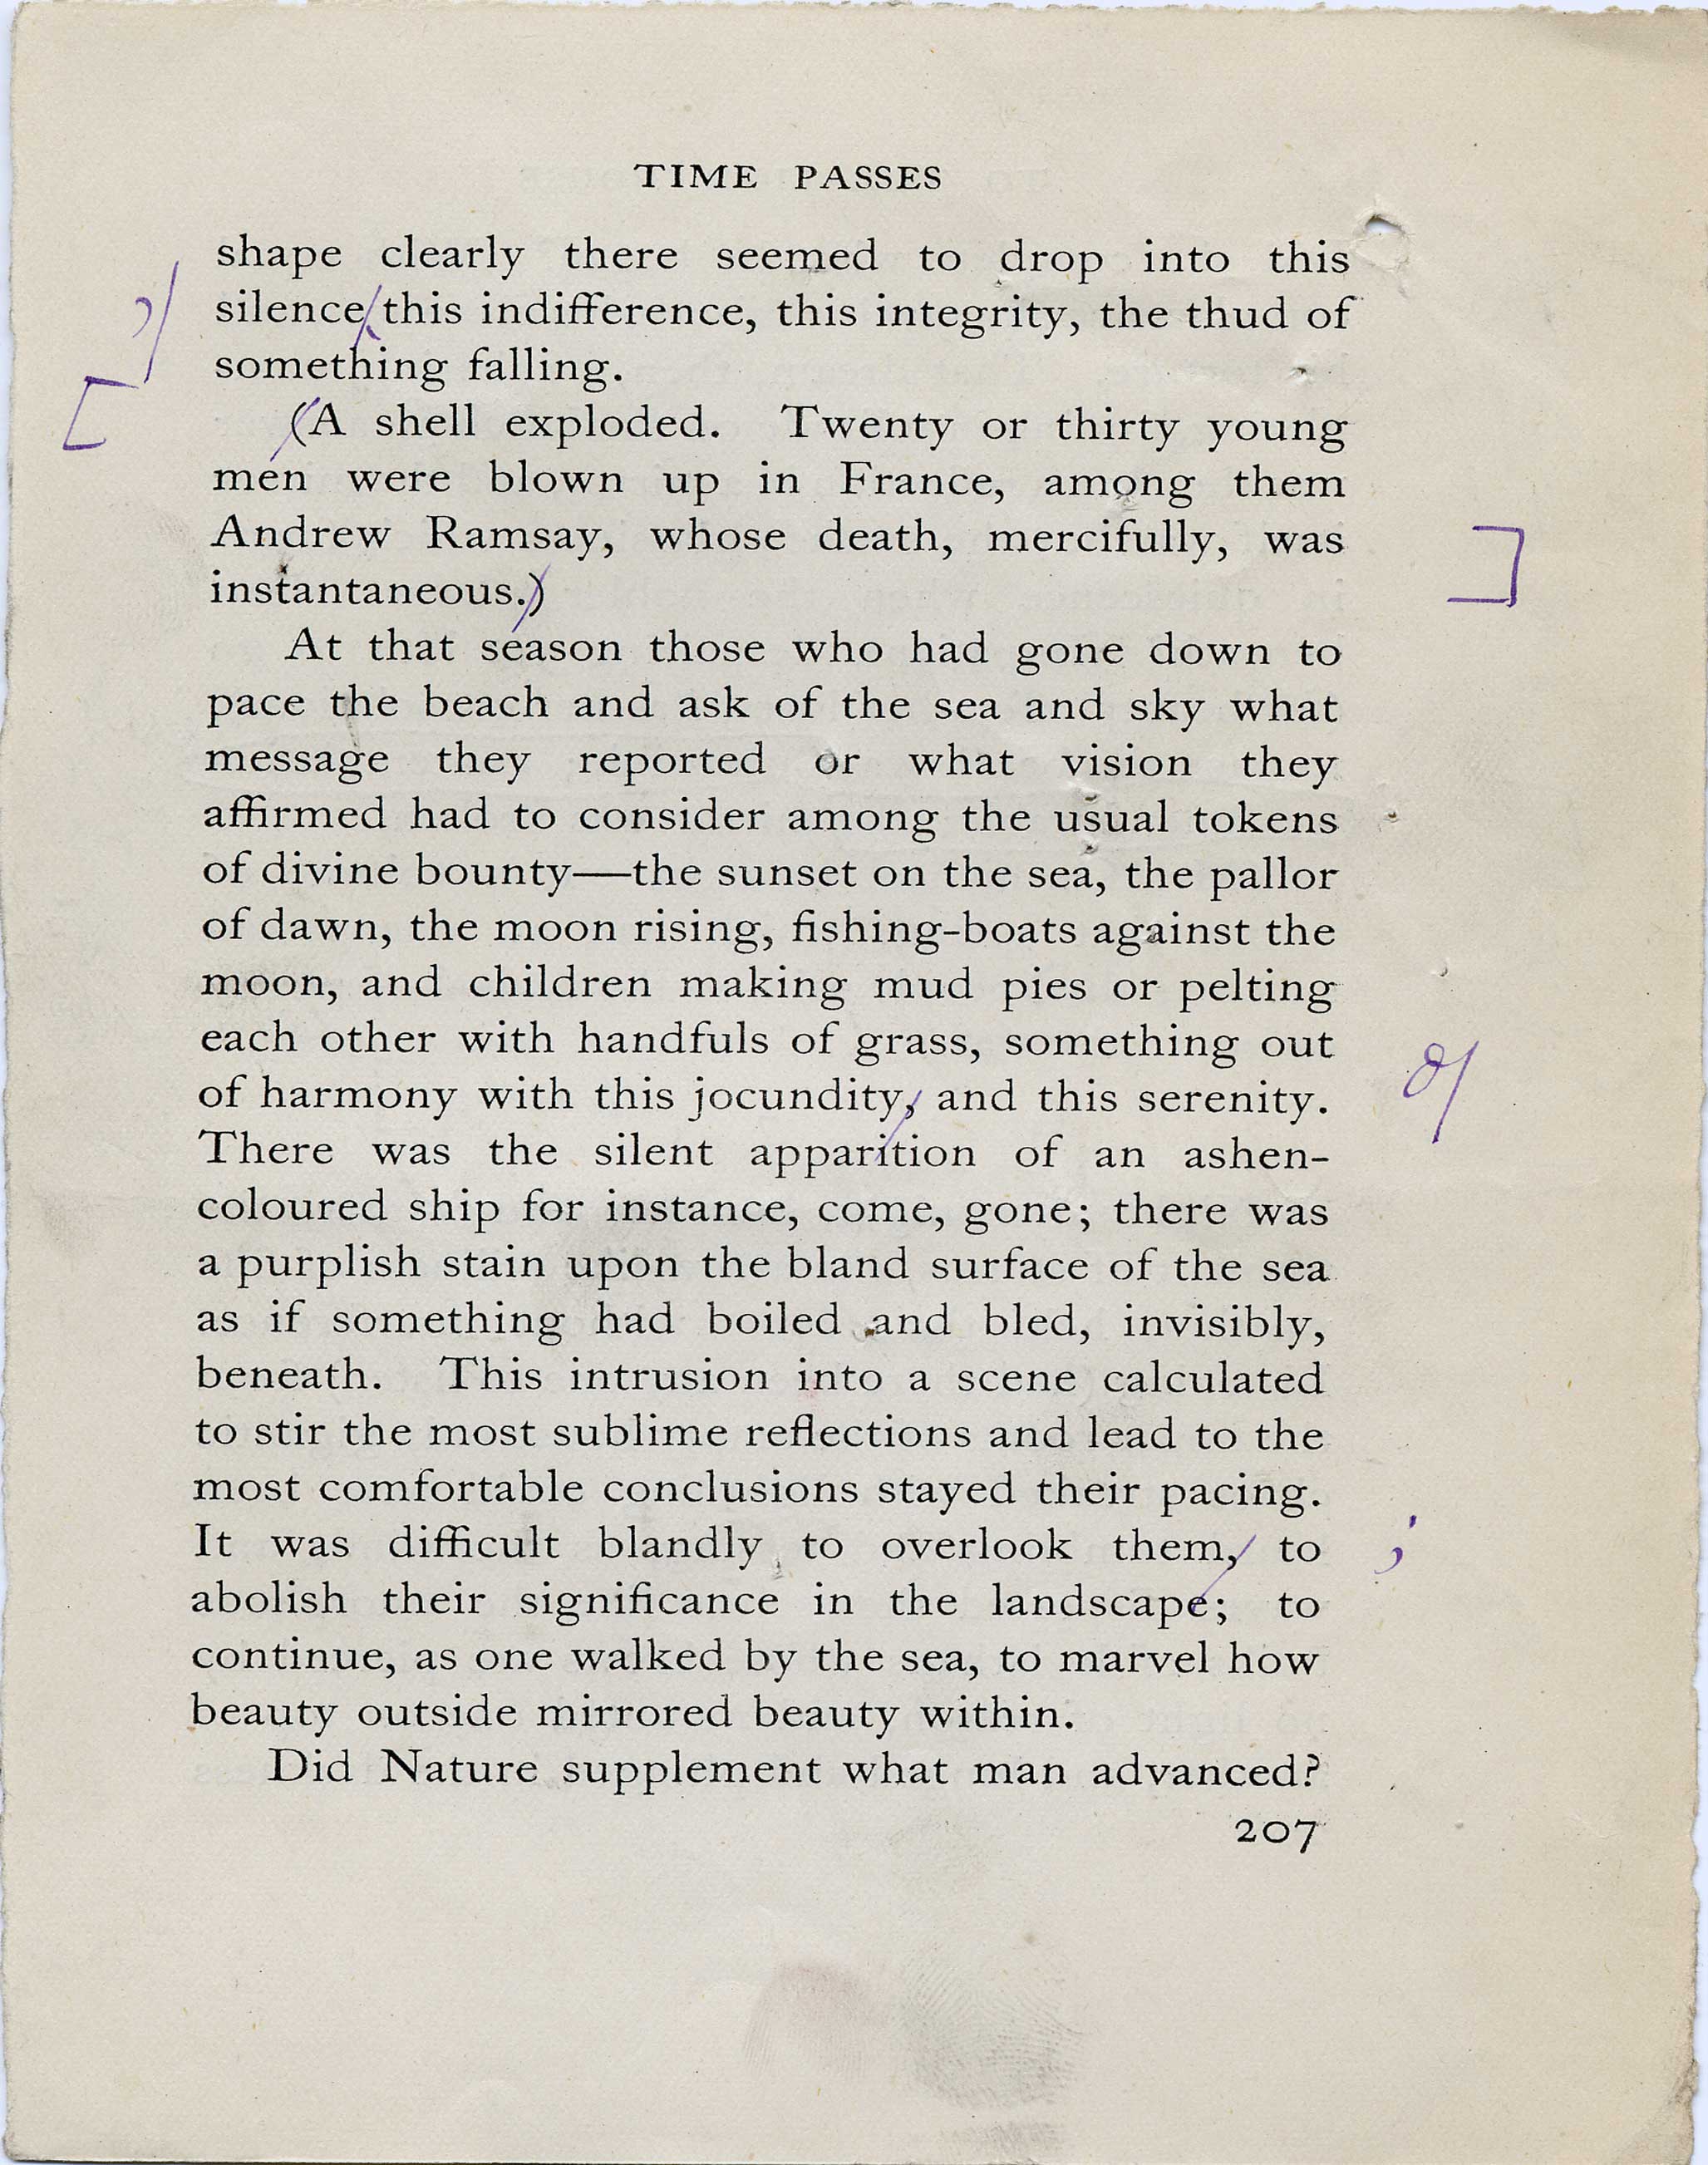 TIME PASSES
shape clearly there seemed to drop into this
, silence this indifference, this integrity, the thud of
something falling.
[ (A shell exploded. Twenty or thirty young
men were blown up in France, among them
Andrew Ramsay, whose death, mercifully, was ]
instantaneous.)
At that season those who had gone down to
pace the beach and ask of the sea and sky what
message they reported or what vision they
affirmed had to consider among the usual tokens
of divine bounty—the sunset on the sea, the pallor
of dawn, the moon rising, fishing-boats against the
moon, and children making mud pies or pelting
each other with handfuls of grass, something out
of harmony with this jocundity, and this serenity.
There was the silent apparition of an ashen-
coloured ship for instance, come, gone; there was
a purplish stain upon the bland surface of the sea
as if something had boiled and bled, invisibly,
beneath. This intrusion into a scene calculated
to stir the most sublime reflections and lead to the
most comfortable conclusions stayed their pacing.
It was difficult blandly to overlook them, to ;
abolish their significance in the landscape; to
continue, as one walked by the sea, to marvel how
beauty outside mirrored beauty within.
Did Nature supplement what man advanced?
207